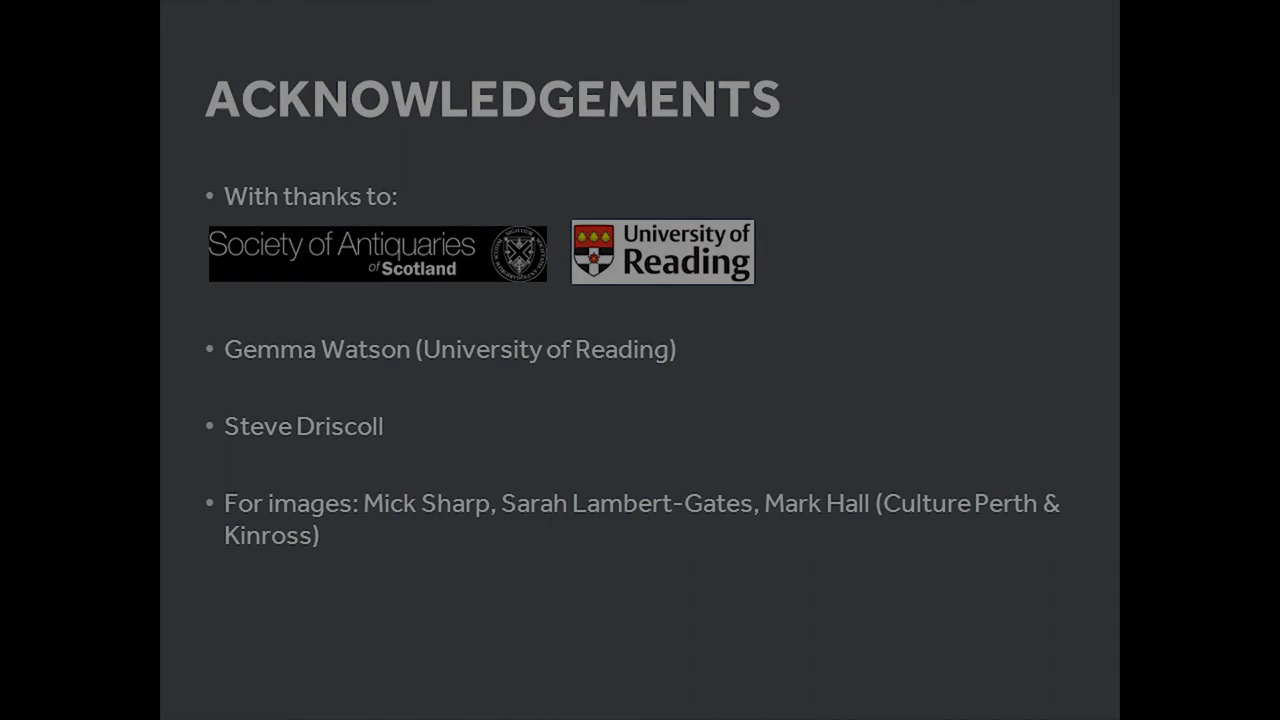 ACKNOWLEDGEMENTS
• With thanks to:
Society of Antiquaries
of Scotland
University of
Reading
• Gemma Watson (University of Reading)
• Steve Driscoll
• For images: Mick Sharp, Sarah Lambert-Gates, Mark Hall (Culture Perth &
Kinross)